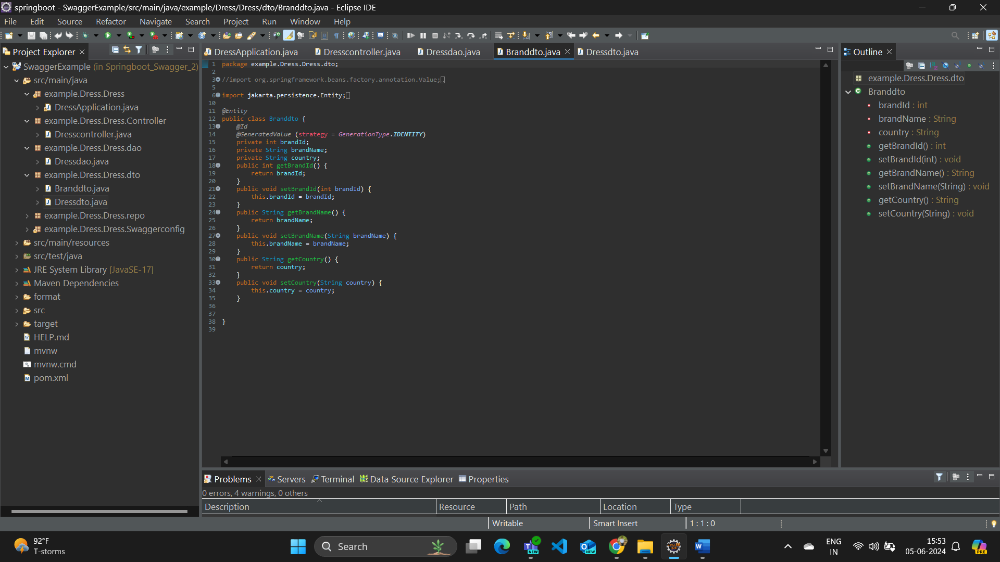 springboot - SwaggerExample/src/main/java/example/Dress/Dress/dto/Branddto.java - Eclipse IDE
File Edit Source Refactor Navigate Search Project Run Window Help
Project Explorer
SwaggerExample (in Springboot_Swagger_2)
src/main/java
example.Dress.Dress
DressApplication.java
example.Dress.Dress.Controller
Dresscontroller.java
example.Dress.Dress.dao
Dressdao.java
example.Dress.Dress.dto
Branddto.java
Dressdto.java
example.Dress.Dress.repo
example.Dress.Dress.Swaggerconfig
src/main/resources
src/test/java
JRE System Library [JavaSE-17]
Maven Dependencies
format
src
target
HELP.md
mvnw
mvnw.cmd
pom.xml
DressApplication.java Dresscontroller.java Dressdao.java Branddto.java Dressdto.java
1 package example.Dress.Dress.dto;
2
3 //import org.springframework.beans.factory.annotation.Value;
5
6 import jakarta.persistence.Entity;
10
11 @Entity
12 public class Branddto {
13     @Id
14     @GeneratedValue (strategy = GenerationType.IDENTITY)
15     private int brandId;
16     private String brandName;
17     private String country;
18     public int getBrandId() {
19         return brandId;
20     }
21     public void setBrandId(int brandId) {
22         this.brandId = brandId;
23     }
24     public String getBrandName() {
25         return brandName;
26     }
27     public void setBrandName(String brandName) {
28         this.brandName = brandName;
29     }
30     public String getCountry() {
31         return country;
32     }
33     public void setCountry(String country) {
34         this.country = country;
35     }
36
37
38 }
39
Outline
example.Dress.Dress.dto
Branddto
brandId : int
brandName : String
country : String
getBrandId() : int
setBrandId(int) : void
getBrandName() : String
setBrandName(String) : void
getCountry() : String
setCountry(String) : void
Problems Servers Terminal Data Source Explorer Properties
0 errors, 4 warnings, 0 others
Description Resource Path Location Type
Writable Smart Insert 1 : 1 : 0
92°F
T-storms
Search
NEW
NEW
ENG
IN
15:53
05-06-2024
PRE